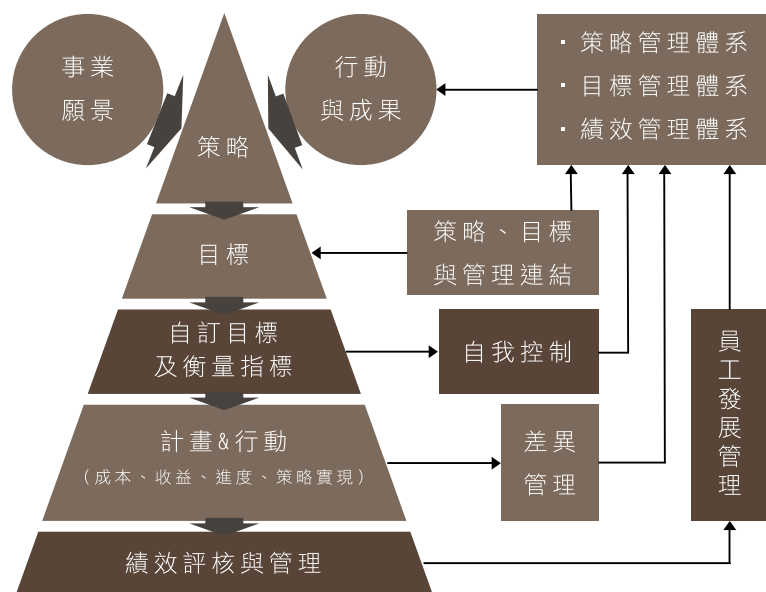 事業
願景
策略
行動
與成果
・策略管理體系
・目標管理體系
・績效管理體系
目標
策略、目標
與管理連結
自訂目標
及衡量指標
自我控制
計畫&行動
（成本、收益、進度、策略實現）
差異
管理
員工發展管理
績效評核與管理